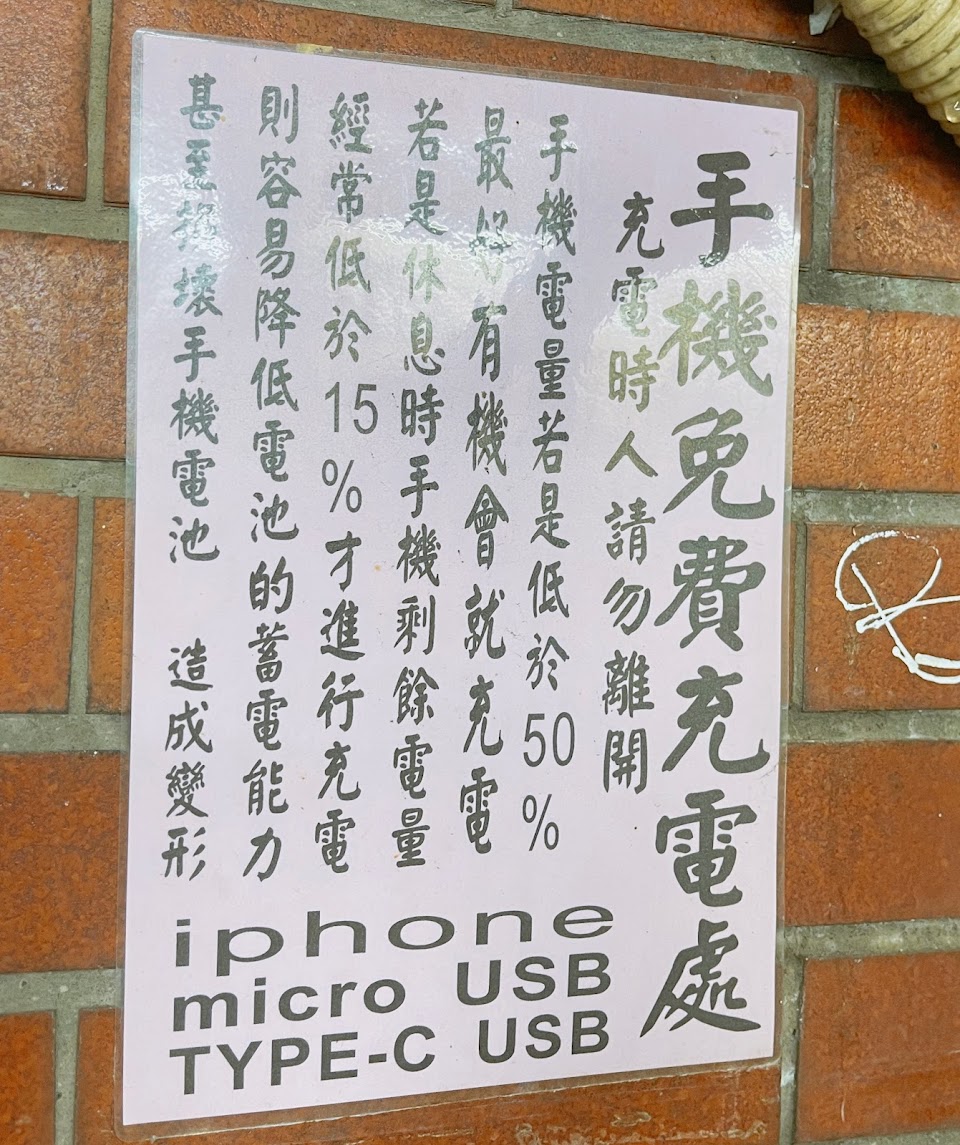 手機免費充電處
充電時人請勿離開
手機電量若是低於50%
最好有機會就充電
若是休息時手機剩餘電量
經常低於15%才進行充電
則容易降低電池的蓄電能力
甚至損壞手機電池 造成變形
iphone
micro USB
TYPE-C USB